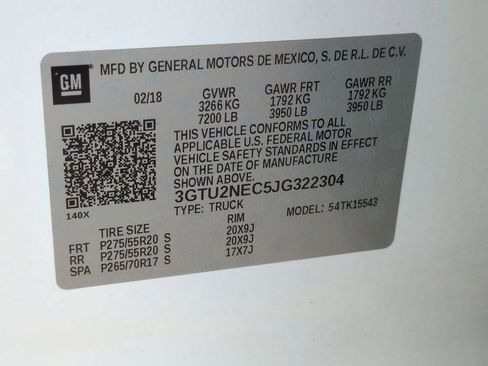 GM
MFD BY GENERAL MOTORS DE MEXICO, S. DE R.L. DE C.V.
02/18 GVWR GAWR FRT GAWR RR
3266 KG 1792 KG 1792 KG
7200 LB 3950 LB 3950 LB
THIS VEHICLE CONFORMS TO ALL
APPLICABLE U.S. FEDERAL MOTOR
VEHICLE SAFETY STANDARDS IN EFFECT
ON THE DATE OF MANUFACTURE
3GTU2NEC5JG322304
140X TYPE: TRUCK MODEL: 54TK15543
TIRE SIZE RIM
FRT P275/55R20 S 20X9J
RR P275/55R20 S 20X9J
SPA P265/70R17 S 17X7J